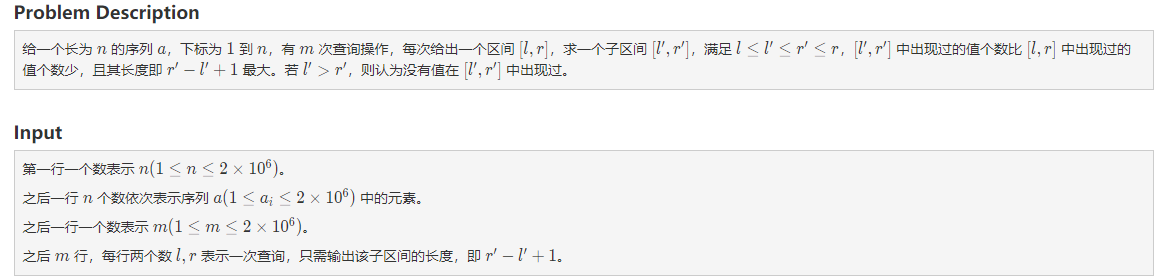 Problem Description
给一个长为 n 的序列 a，下标为 1 到 n，有 m 次查询操作，每次给出一个区间 [l, r]，求一个子区间 [l′, r′]，满足 l ≤ l′ ≤ r′ ≤ r，[l′, r′] 中出现过的值个数比 [l, r] 中出现过的
值个数少，且其长度即 r′ − l′ + 1 最大。若 l′ > r′，则认为没有值在 [l′, r′] 中出现过。
Input
第一行一个数表示 n(1 ≤ n ≤ 2 × 10⁶)。
之后一行 n 个数依次表示序列 a(1 ≤ aᵢ ≤ 2 × 10⁶) 中的元素。
之后一行一个数表示 m(1 ≤ m ≤ 2 × 10⁶)。
之后 m 行，每行两个数 l, r 表示一次查询，只需输出该子区间的长度，即 r′ − l′ + 1。